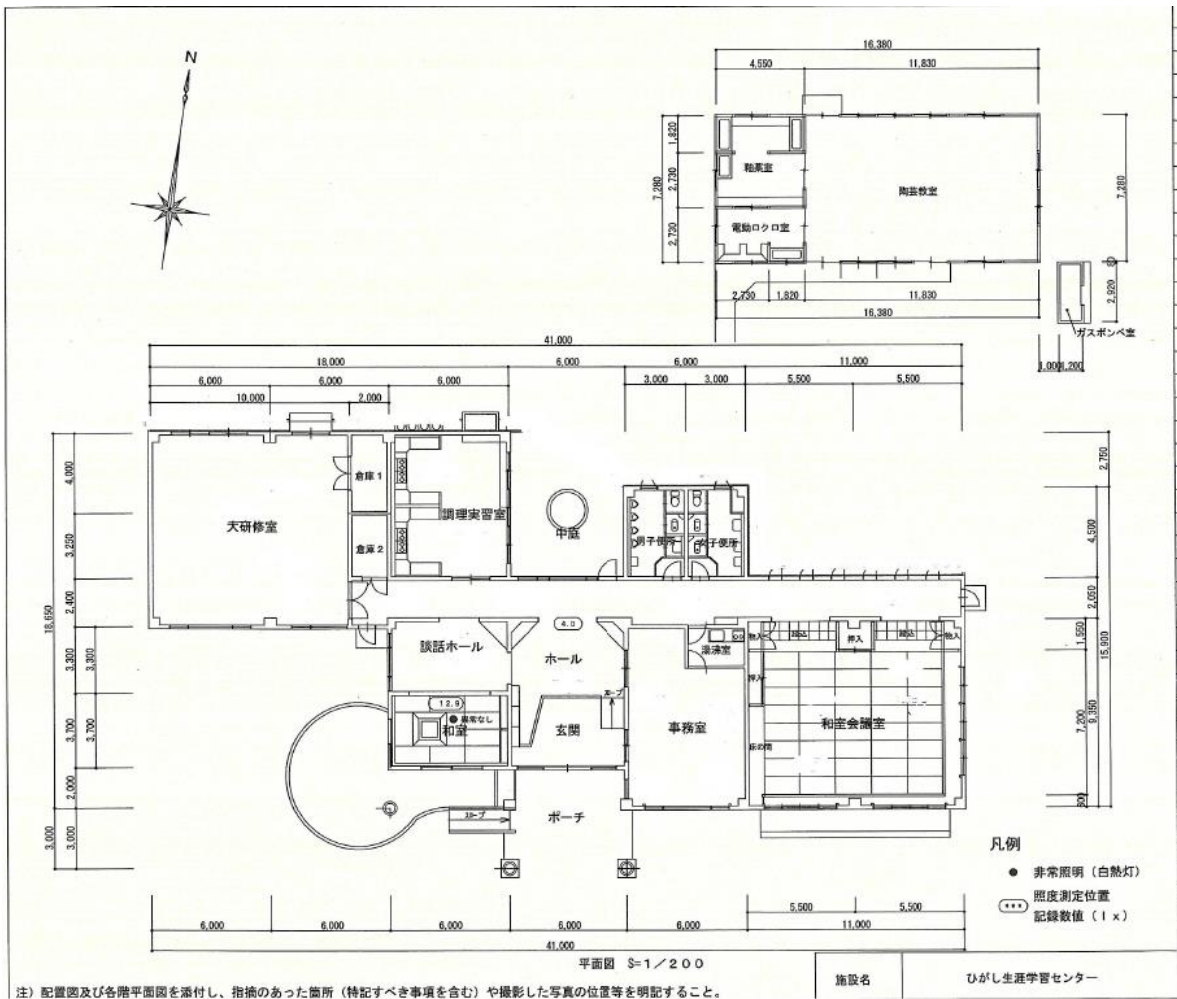 N
16,380
4,550
11,830
1,820
2,730
2,730
7,280
釉薬室
電動ロクロ室
陶芸教室
7,280
80
2,920
2,730
1,820
11,830
16,380
ガスボンベ室
1,000
1,200
41,000
18,000
6,000
6,000
11,000
6,000
6,000
6,000
3,000
3,000
5,500
5,500
10,000
2,000
4,000
3,250
2,400
18,650
3,300
3,300
3,700
3,700
2,000
3,000
3,000
2,750
4,500
2,050
1,550
15,900
7,200
9,350
600
大研修室
倉庫1
倉庫2
調理実習室
中庭
男子便所
女子便所
4.0
談話ホール
ホール
湯沸室
物入
踏込
押入
踏込
物入
押入
12.9
異常なし
和室
スロープ
玄関
事務室
床の間
和室会議室
スロープ
ポーチ
凡例
非常照明(白熱灯)
照度測定位置
記録数値(lx)
6,000
6,000
6,000
6,000
6,000
5,500
5,500
11,000
41,000
平面図 S=1/200
施設名
ひがし生涯学習センター
注)配置図及び各階平面図を添付し、指摘のあった箇所(特記すべき事項を含む)や撮影した写真の位置等を明記すること。